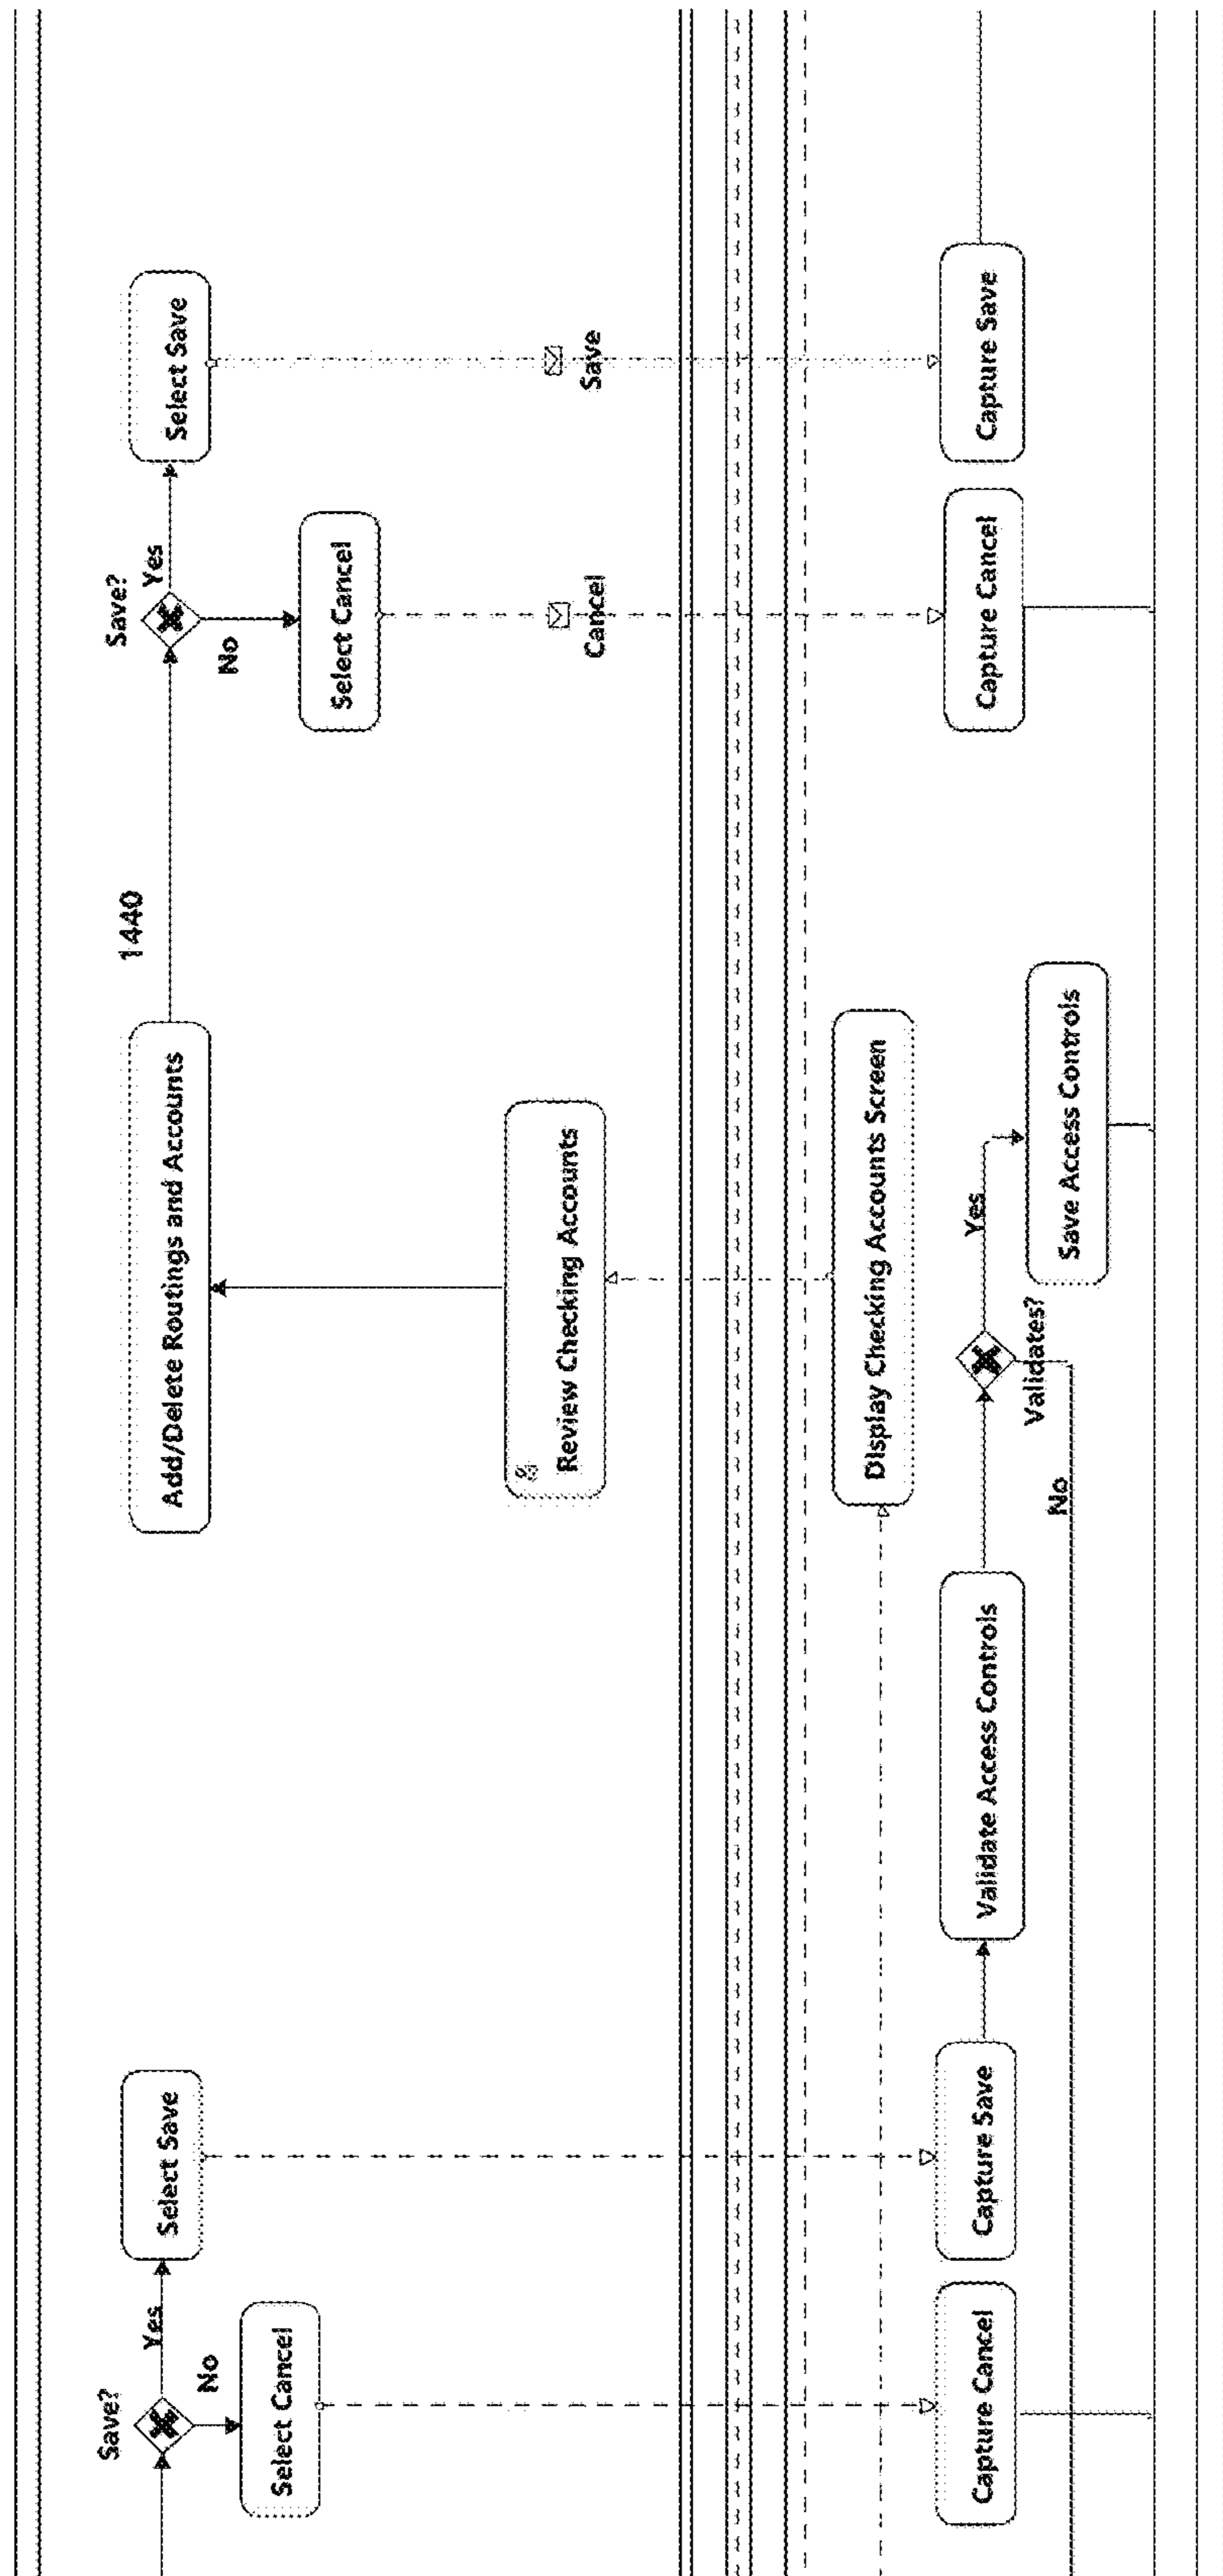 Save?
Yes
No
Select Save
Select Cancel
Add/Delete Routings and Accounts
1440
Save?
Yes
No
Select Save
Select Cancel
Review Checking Accounts
Cancel
Save
Display Checking Accounts Screen
Capture Cancel
Capture Save
Validate Access Controls
Validates?
Yes
No
Save Access Controls
Capture Cancel
Capture Save